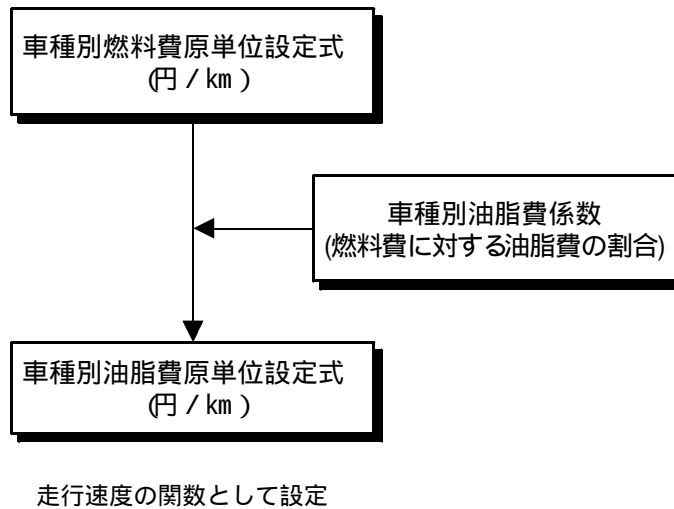 車種別燃料費原単位設定式
(円/km)
車種別油脂費係数
(燃料費に対する油脂費の割合)
車種別油脂費原単位設定式
(円/km)
走行速度の関数として設定